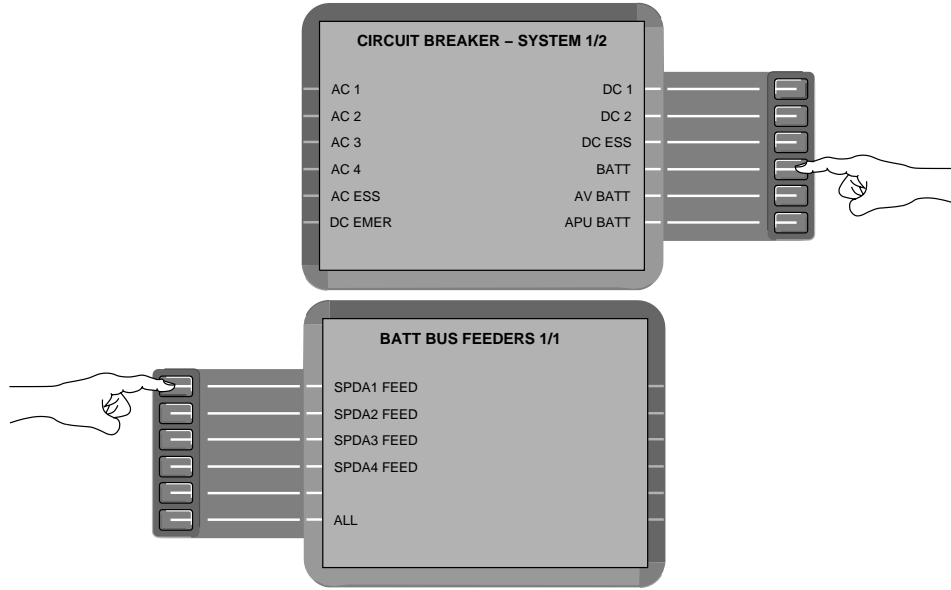 CIRCUIT BREAKER – SYSTEM 1/2
AC 1 DC 1
AC 2 DC 2
AC 3 DC ESS
AC 4 BATT
AC ESS AV BATT
DC EMER APU BATT
BATT BUS FEEDERS 1/1
SPDA1 FEED
SPDA2 FEED
SPDA3 FEED
SPDA4 FEED
ALL